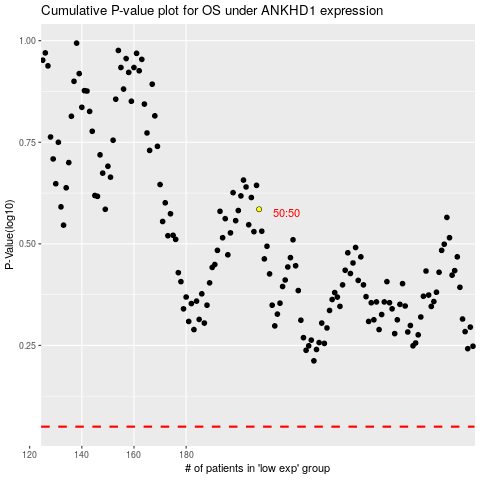 Cumulative P-value plot for OS under ANKHD1 expression
P-Value(log10)
1.00
0.75
0.50
0.25
50:50
120 140 160 180
# of patients in 'low exp' group